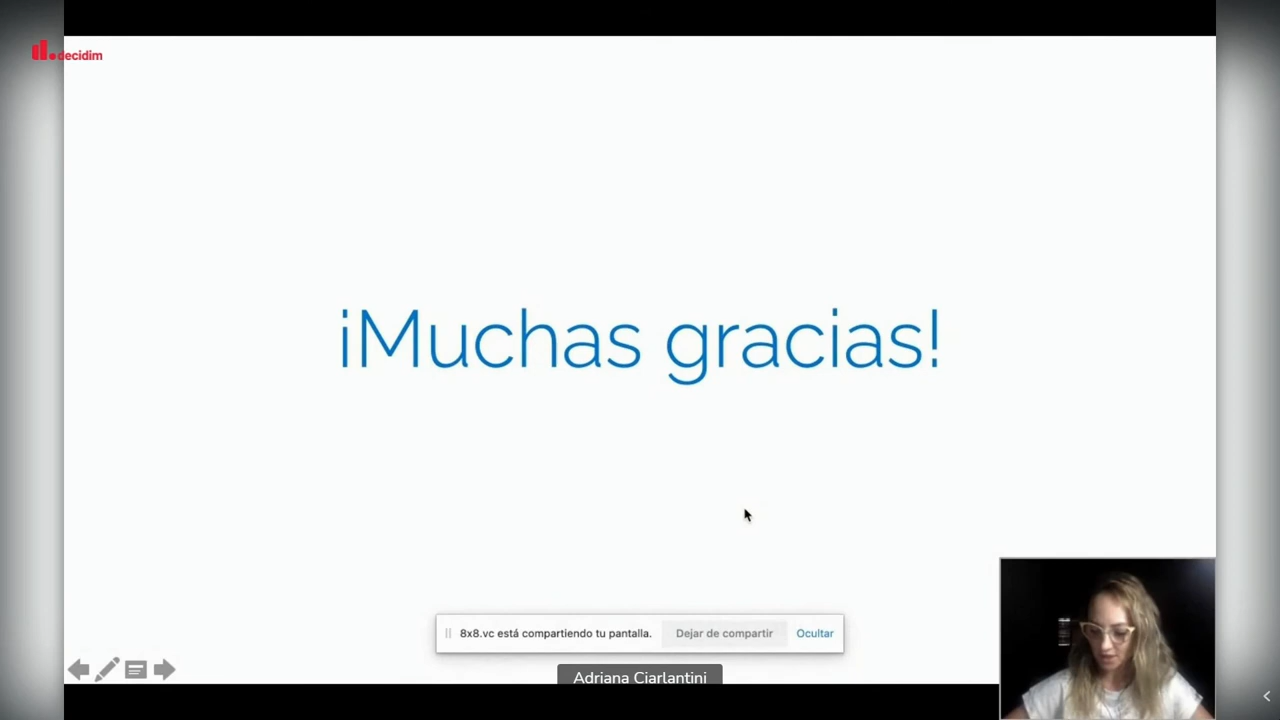 decidim
¡Muchas gracias!
8x8.vc está compartiendo tu pantalla. Dejar de compartir Ocultar
Adriana Ciarlantini